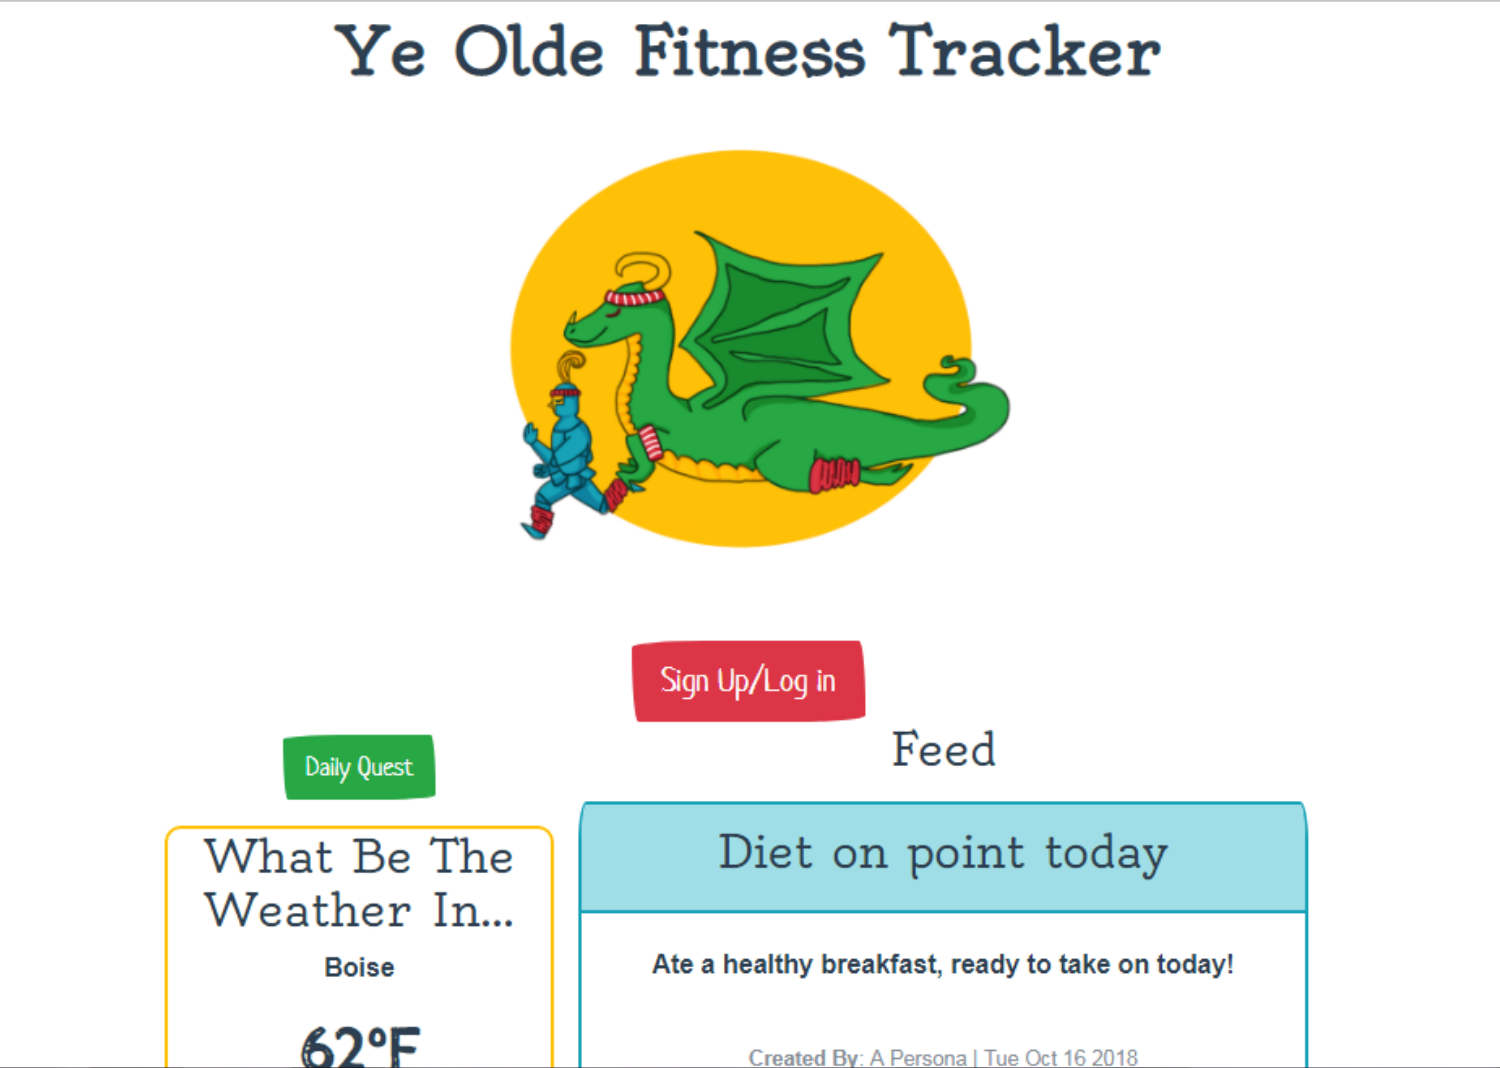 Ye Olde Fitness Tracker
Sign Up/Log in
Daily Quest
What Be The
Weather In...
Boise
62°F
Feed
Diet on point today
Ate a healthy breakfast, ready to take on today!
Created By: A Persona | Tue Oct 16 2018